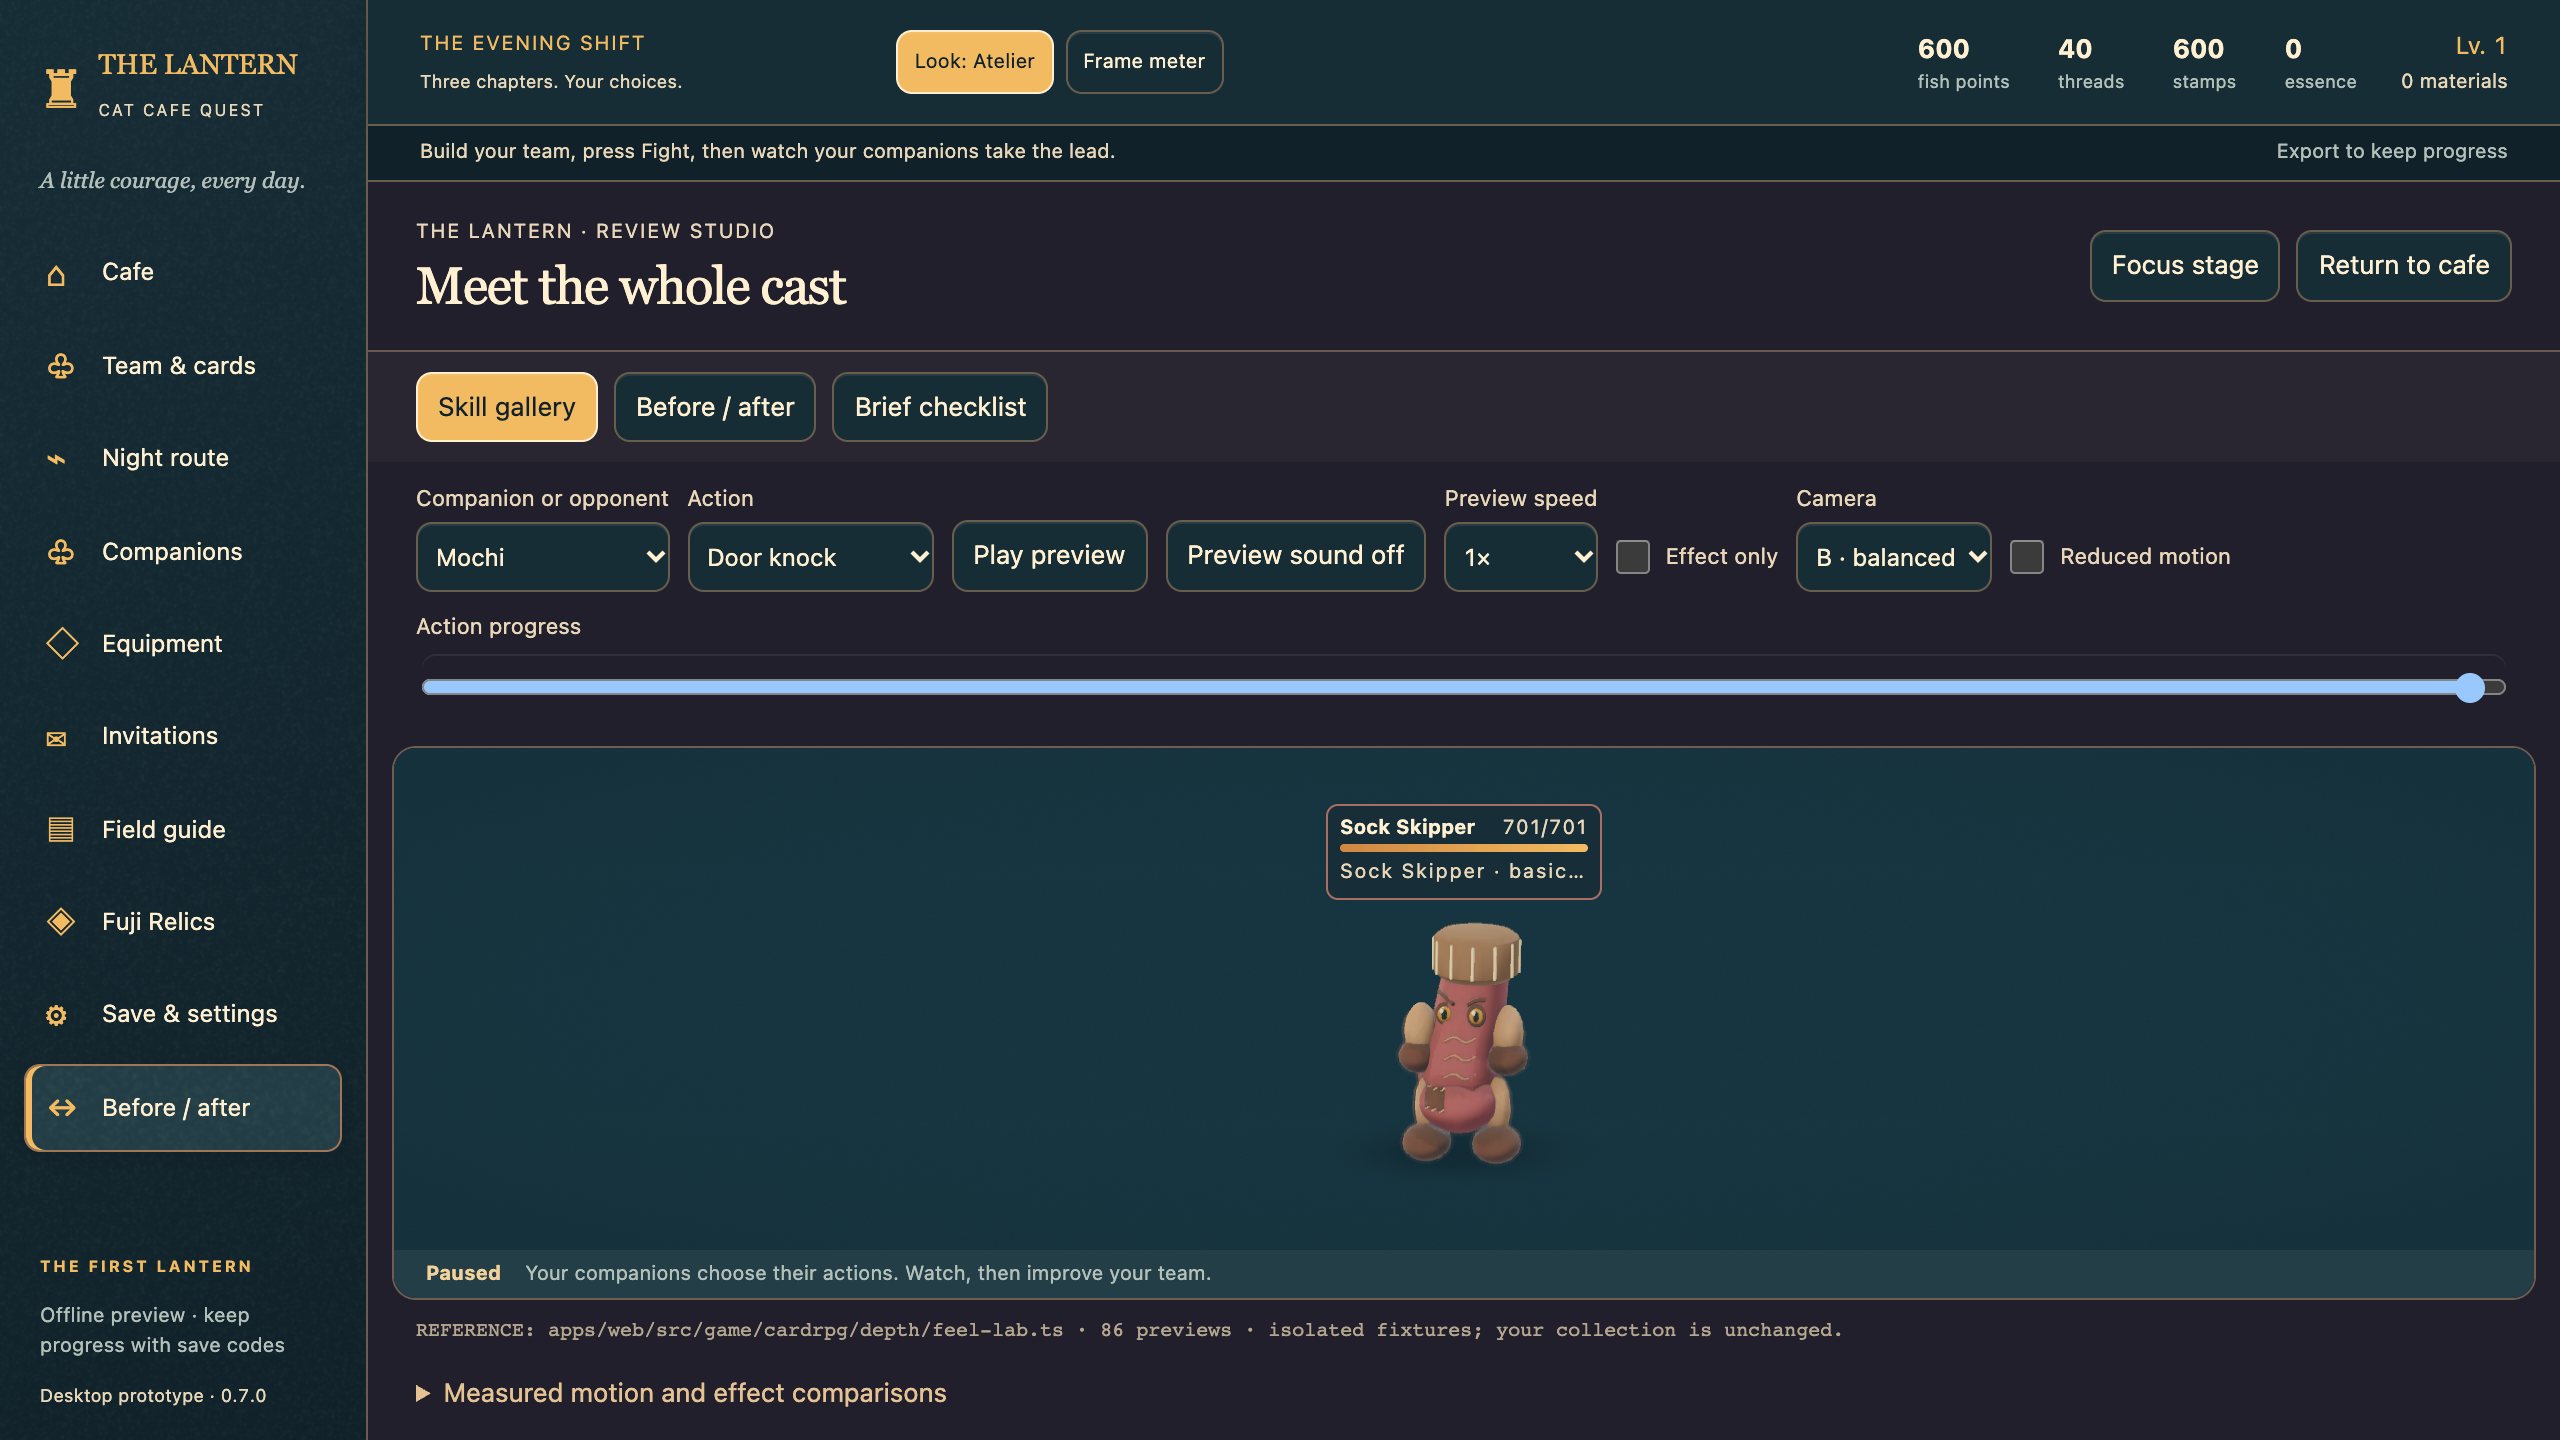 THE LANTERN
CAT CAFE QUEST
A little courage, every day.
Cafe
Team & cards
Night route
Companions
Equipment
Invitations
Field guide
Fuji Relics
Save & settings
Before / after
THE FIRST LANTERN
Offline preview · keep
progress with save codes
Desktop prototype · 0.7.0
THE EVENING SHIFT
Three chapters. Your choices.
Look: Atelier
Frame meter
600
fish points
40
threads
600
stamps
0
essence
Lv. 1
0 materials
Build your team, press Fight, then watch your companions take the lead.
Export to keep progress
THE LANTERN · REVIEW STUDIO
Meet the whole cast
Focus stage
Return to cafe
Skill gallery
Before / after
Brief checklist
Companion or opponent
Mochi
Action
Door knock
Play preview
Preview sound off
Preview speed
1×
Effect only
Camera
B · balanced
Reduced motion
Action progress
Sock Skipper 701/701
Sock Skipper · basic…
Paused Your companions choose their actions. Watch, then improve your team.
REFERENCE: apps/web/src/game/cardrpg/depth/feel-lab.ts · 86 previews · isolated fixtures; your collection is unchanged.
Measured motion and effect comparisons